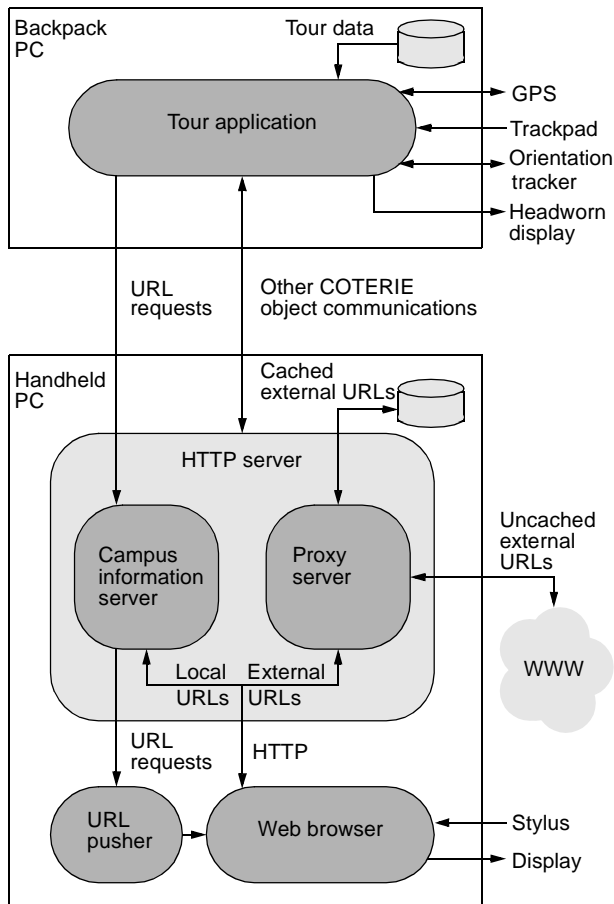 Backpack
PC
Tour data
Tour application
GPS
Trackpad
Orientation
tracker
Headworn
display
URL
requests
Other COTERIE
object communications
Handheld
PC
Cached
external URLs
HTTP server
Campus
information
server
Proxy
server
Uncached
external
URLs
WWW
Local
URLs
External
URLs
URL
requests
HTTP
URL
pusher
Web browser
Stylus
Display